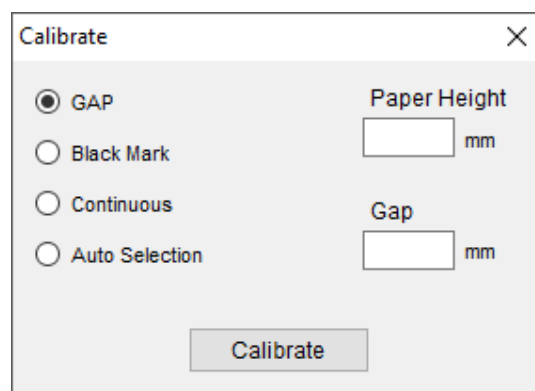 Calibrate
GAP
Black Mark
Continuous
Auto Selection
Paper Height
mm
Gap
mm
Calibrate